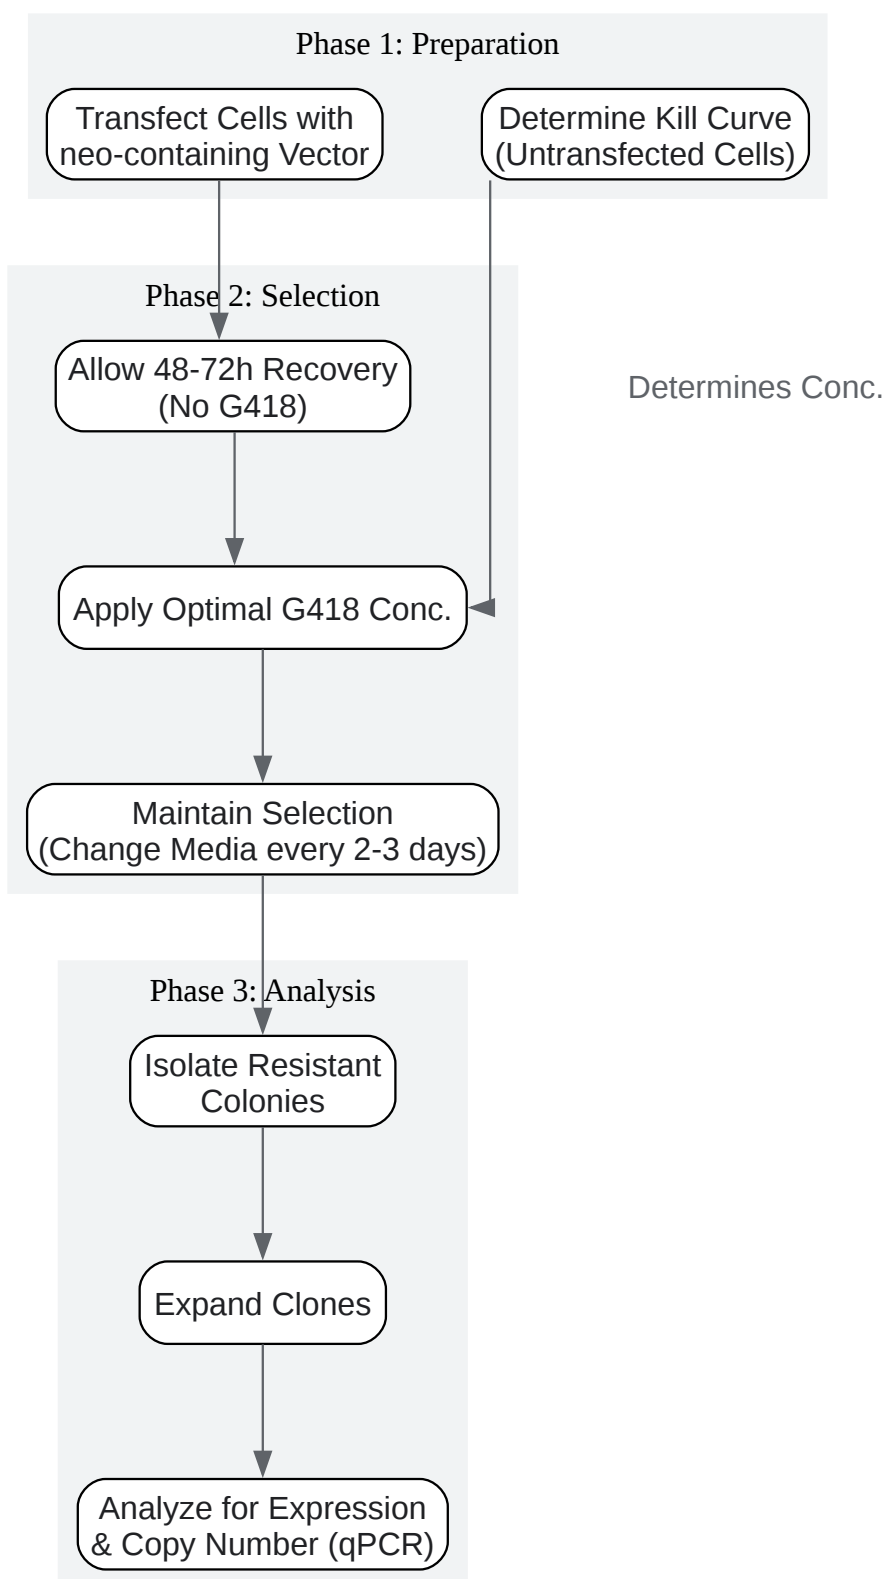 Phase 1: Preparation
Transfect Cells with
neo-containing Vector
Determine Kill Curve
(Untransfected Cells)
Phase 2: Selection
Allow 48-72h Recovery
(No G418)
Determines Conc.
Apply Optimal G418 Conc.
Maintain Selection
(Change Media every 2-3 days)
Phase 3: Analysis
Isolate Resistant
Colonies
Expand Clones
Analyze for Expression
& Copy Number (qPCR)